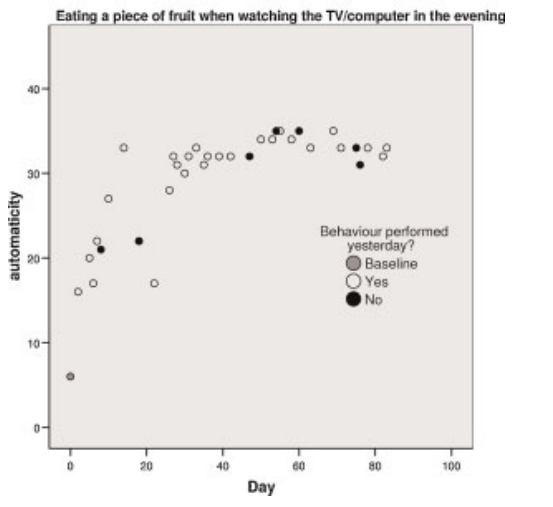 Eating a piece of fruit when watching the TV/computer in the evening
40
30
20
10
0
automaticity
Behaviour performed
yesterday?
Baseline
Yes
No
0 20 40 60 80 100
Day